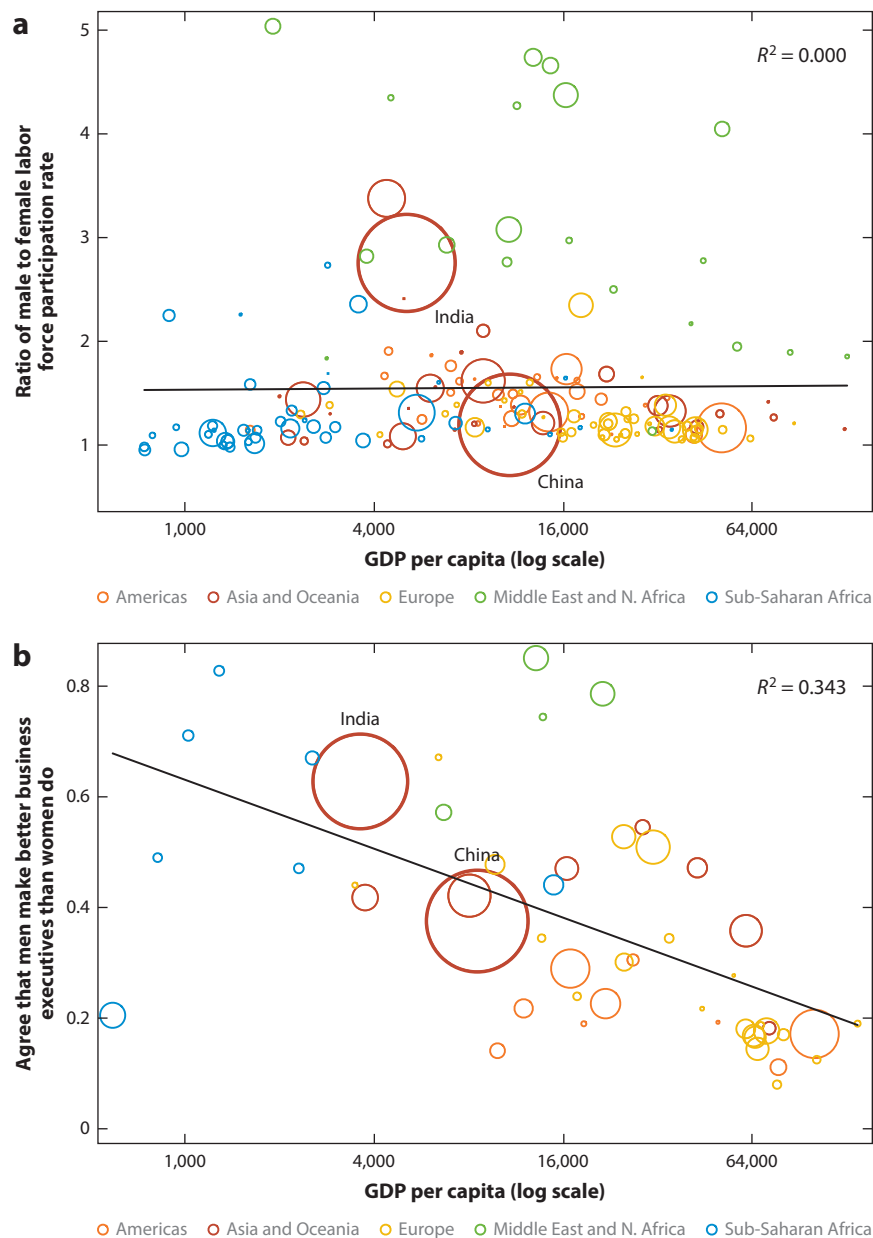 a
5
4
3
2
1
Ratio of male to female labor
force participation rate
R² = 0.000
India
China
1,000 4,000 16,000 64,000
GDP per capita (log scale)
Americas Asia and Oceania Europe Middle East and N. Africa Sub-Saharan Africa
b
0.8
0.6
0.4
0.2
0
Agree that men make better business
executives than women do
R² = 0.343
India
China
1,000 4,000 16,000 64,000
GDP per capita (log scale)
Americas Asia and Oceania Europe Middle East and N. Africa Sub-Saharan Africa